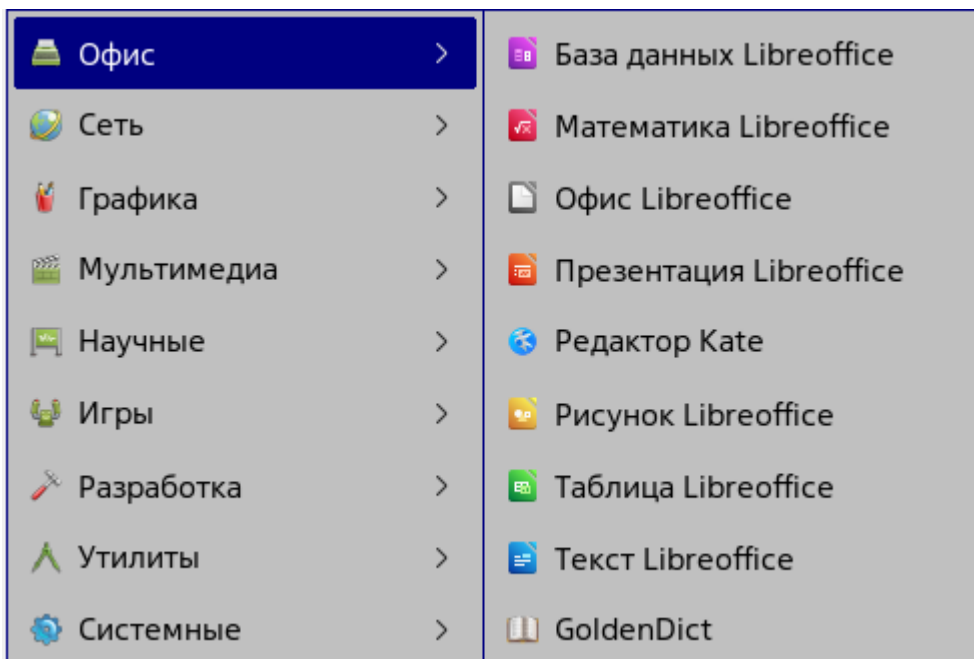 Офис
Сеть
Графика
Мультимедиа
Научные
Игры
Разработка
Утилиты
Системные
База данных Libreoffice
Математика Libreoffice
Офис Libreoffice
Презентация Libreoffice
Редактор Kate
Рисунок Libreoffice
Таблица Libreoffice
Текст Libreoffice
GoldenDict